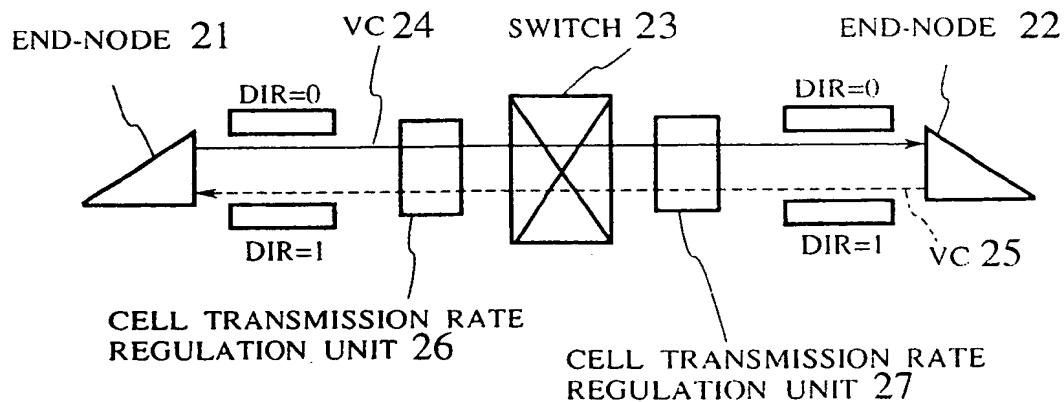 END-NODE 21
VC 24
SWITCH 23
END-NODE 22
DIR=0
DIR=0
DIR=1
DIR=1
VC 25
CELL TRANSMISSION RATE
REGULATION UNIT 26
CELL TRANSMISSION RATE
REGULATION UNIT 27